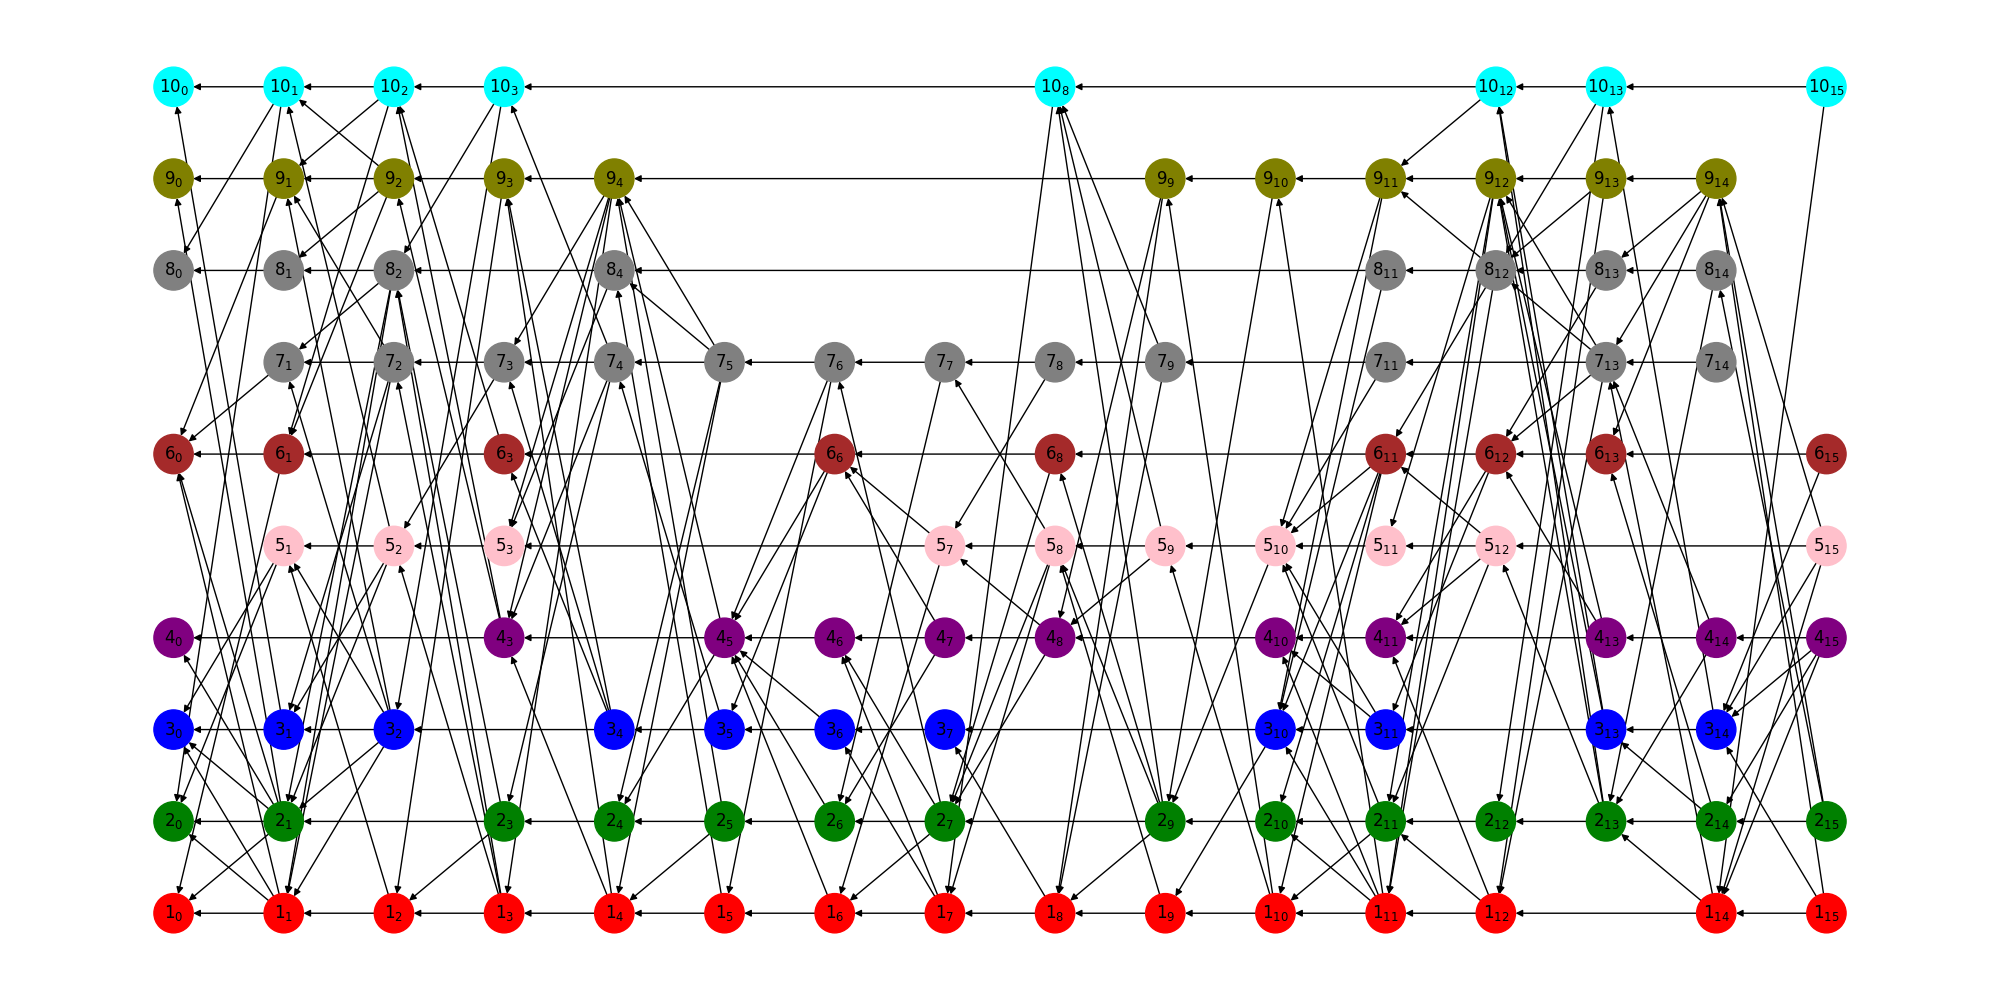 10₀ 10₁ 10₂ 10₃ 10₈ 10₁₂ 10₁₃ 10₁₅
9₀ 9₁ 9₂ 9₃ 9₄ 9₉ 9₁₀ 9₁₁ 9₁₂ 9₁₃ 9₁₄
8₀ 8₁ 8₂ 8₄ 8₁₁ 8₁₂ 8₁₃ 8₁₄
7₁ 7₂ 7₃ 7₄ 7₅ 7₆ 7₇ 7₈ 7₉ 7₁₁ 7₁₃ 7₁₄
6₀ 6₁ 6₃ 6₆ 6₈ 6₁₁ 6₁₂ 6₁₃ 6₁₅
5₁ 5₂ 5₃ 5₇ 5₈ 5₉ 5₁₀ 5₁₁ 5₁₂ 5₁₅
4₀ 4₃ 4₅ 4₆ 4₇ 4₈ 4₁₀ 4₁₁ 4₁₃ 4₁₄ 4₁₅
3₀ 3₁ 3₂ 3₄ 3₅ 3₆ 3₇ 3₁₀ 3₁₁ 3₁₃ 3₁₄
2₀ 2₁ 2₃ 2₄ 2₅ 2₆ 2₇ 2₉ 2₁₀ 2₁₁ 2₁₂ 2₁₃ 2₁₄ 2₁₅
1₀ 1₁ 1₂ 1₃ 1₄ 1₅ 1₆ 1₇ 1₈ 1₉ 1₁₀ 1₁₁ 1₁₂ 1₁₄ 1₁₅